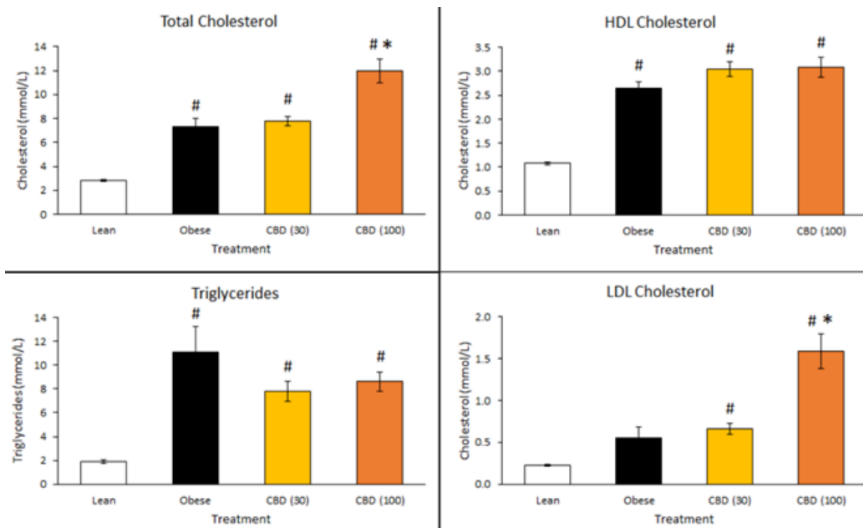 Total Cholesterol
Cholesterol (mmol/L)
14
12
10
8
6
4
2
0
#
#
# *
Lean Obese CBD (30) CBD (100)
Treatment
HDL Cholesterol
Cholesterol (mmol/L)
3.5
3.0
2.5
2.0
1.5
1.0
0.5
0.0
#
#
#
Lean Obese CBD (30) CBD (100)
Treatment
Triglycerides
Triglycerides (mmol/L)
14
12
10
8
6
4
2
0
#
#
#
Lean Obese CBD (30) CBD (100)
Treatment
LDL Cholesterol
Cholesterol (mmol/L)
2.0
1.5
1.0
0.5
0.0
#
# *
Lean Obese CBD (30) CBD (100)
Treatment